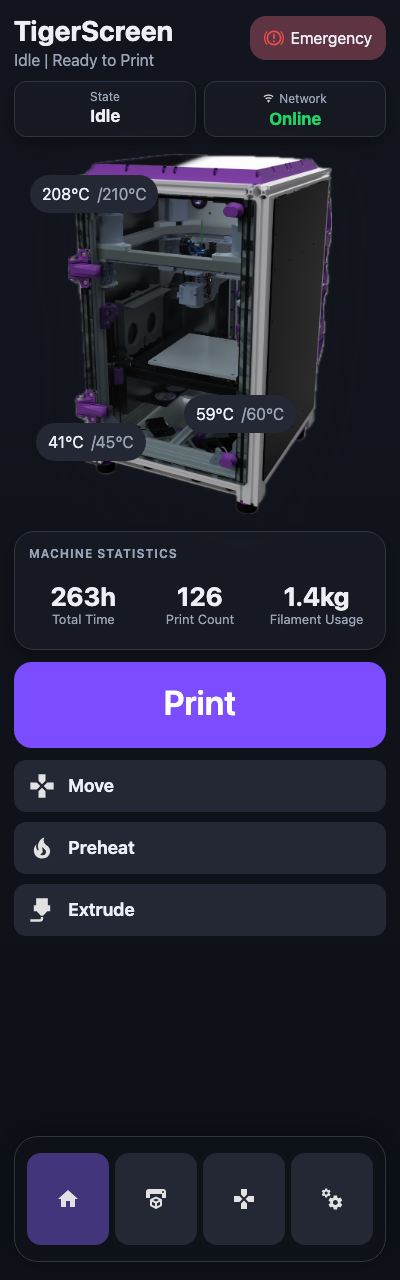 TigerScreen
Idle | Ready to Print
Emergency
State
Idle
Network
Online
208°C /210°C
59°C /60°C
41°C /45°C
MACHINE STATISTICS
263h
Total Time
126
Print Count
1.4kg
Filament Usage
Print
Move
Preheat
Extrude